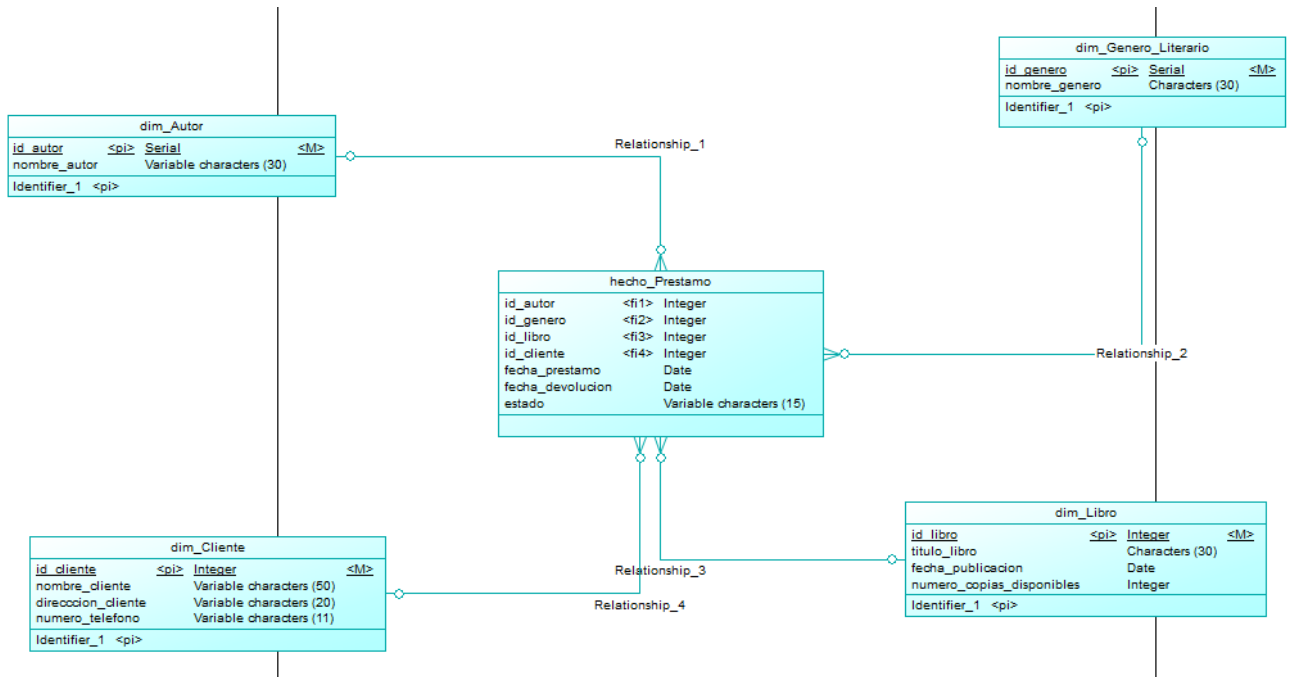 dim_Genero_Literario
id_genero <pi> Serial <M>
nombre_genero Characters (30)
Identifier_1 <pi>
dim_Autor
id_autor <pi> Serial <M>
nombre_autor Variable characters (30)
Identifier_1 <pi>
Relationship_1
hecho_Prestamo
id_autor <fi1> Integer
id_genero <fi2> Integer
id_libro <fi3> Integer
id_cliente <fi4> Integer
fecha_prestamo Date
fecha_devolucion Date
estado Variable characters (15)
Relationship_2
dim_Libro
id_libro <pi> Integer <M>
titulo_libro Characters (30)
fecha_publicacion Date
numero_copias_disponibles Integer
Identifier_1 <pi>
dim_Cliente
id_cliente <pi> Integer <M>
nombre_cliente Variable characters (50)
direcccion_cliente Variable characters (20)
numero_telefono Variable characters (11)
Identifier_1 <pi>
Relationship_3
Relationship_4